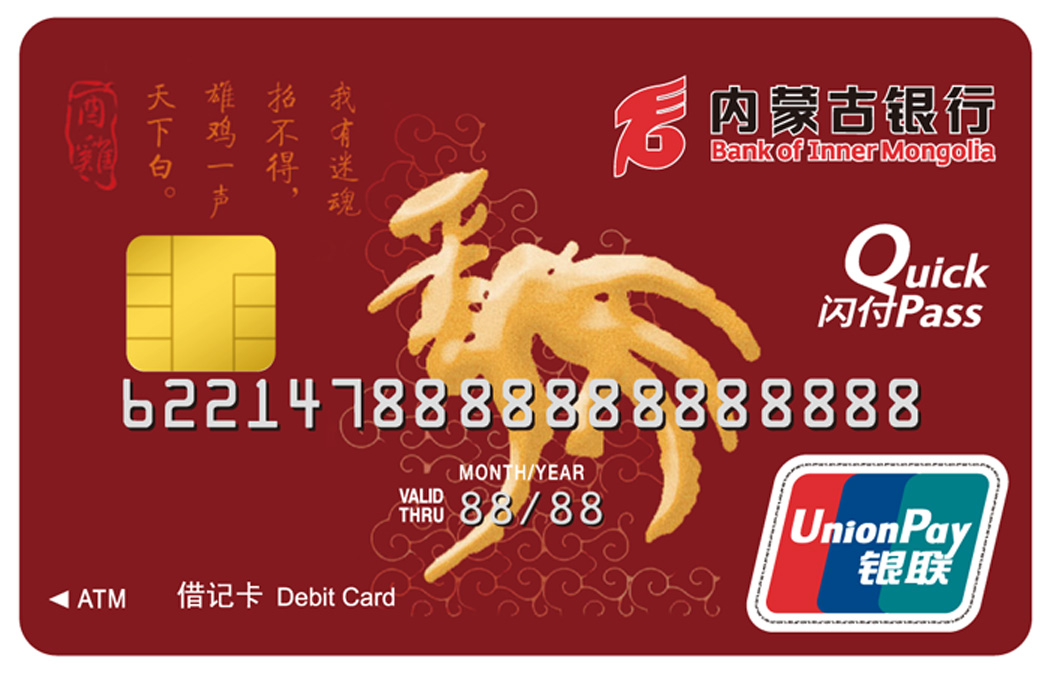 酉雞
我有迷魂
招不得，
雄鸡一声
天下白。
内蒙古银行
Bank of Inner Mongolia
Quick
闪付Pass
6221478888888888888
MONTH/YEAR
VALID THRU 88/88
ATM 借记卡 Debit Card
UnionPay
银联